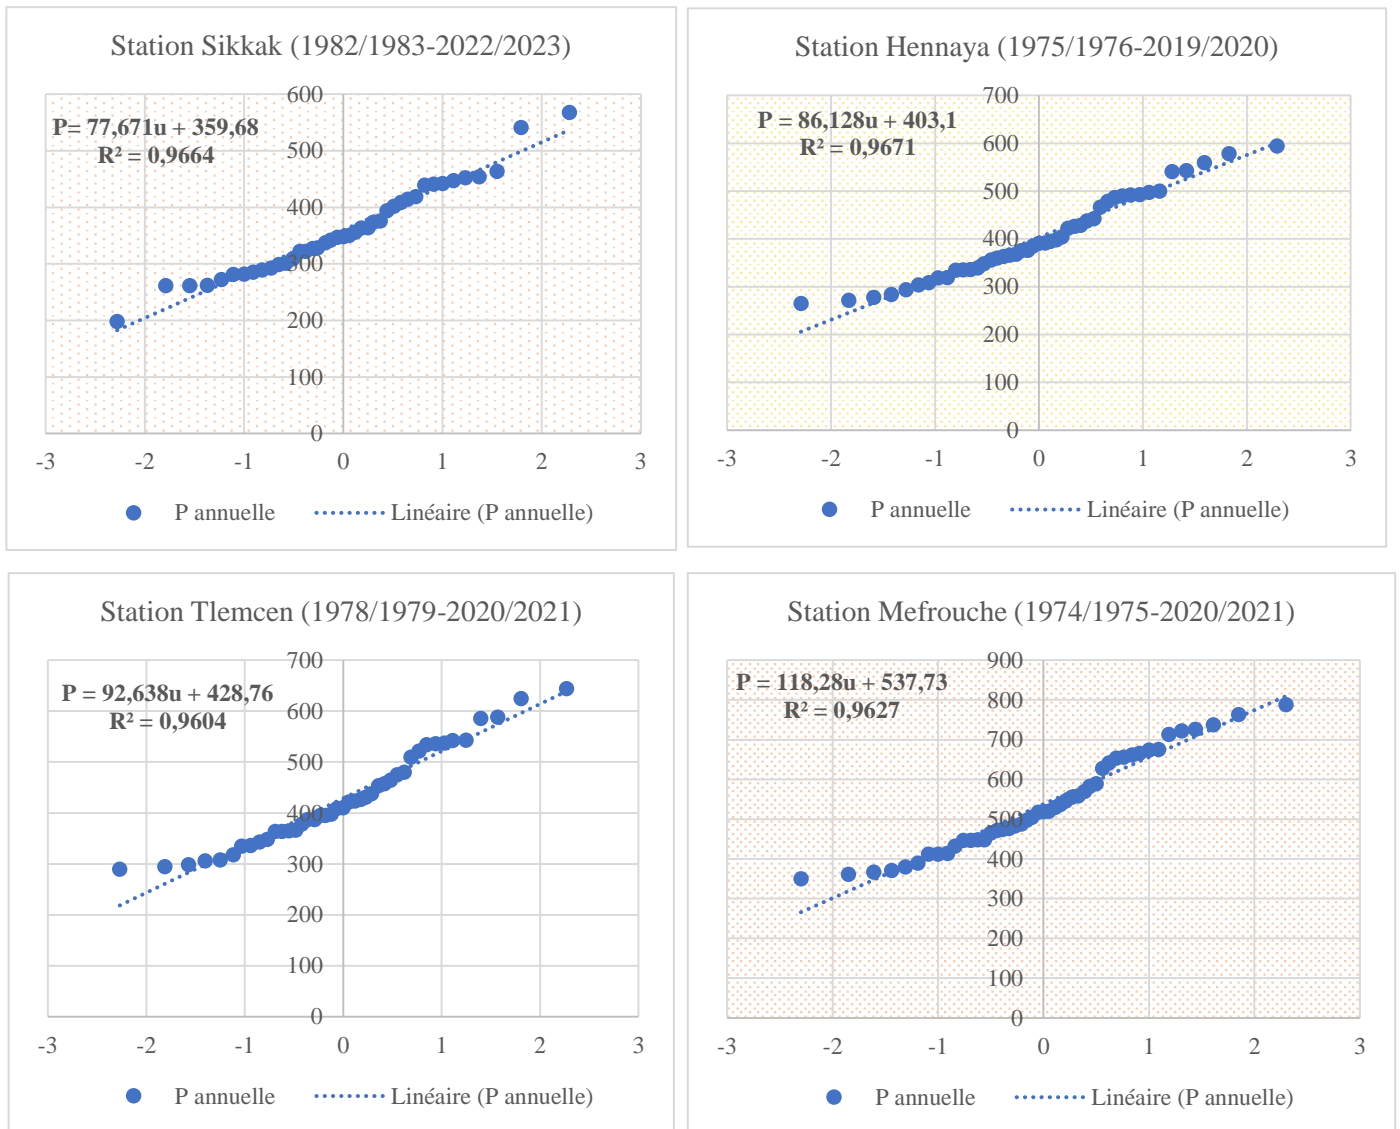 Station Sikkak (1982/1983-2022/2023)
P= 77,671u + 359,68
R² = 0,9664
600
500
400
300
200
100
0
-3 -2 -1 0 1 2 3
P annuelle Linéaire (P annuelle)
Station Hennaya (1975/1976-2019/2020)
P = 86,128u + 403,1
R² = 0,9671
700
600
500
400
300
200
100
0
-3 -2 -1 0 1 2 3
P annuelle Linéaire (P annuelle)
Station Tlemcen (1978/1979-2020/2021)
P = 92,638u + 428,76
R² = 0,9604
700
600
500
400
300
200
100
0
-3 -2 -1 0 1 2 3
P annuelle Linéaire (P annuelle)
Station Mefrouche (1974/1975-2020/2021)
P = 118,28u + 537,73
R² = 0,9627
900
800
700
600
500
400
300
200
100
0
-3 -2 -1 0 1 2 3
P annuelle Linéaire (P annuelle)